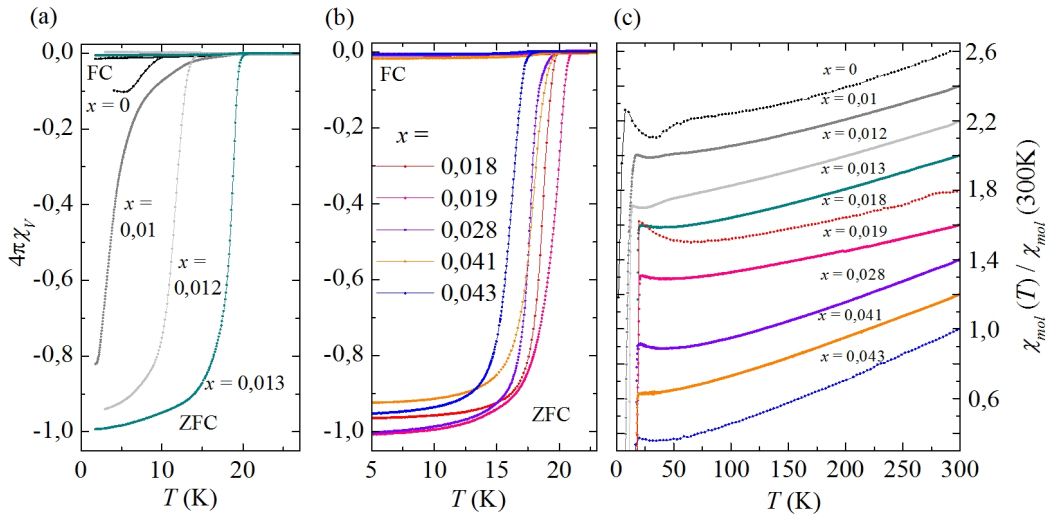 (a)
0,0
-0,2
-0,4
-0,6
-0,8
-1,0
4πχV
FC
x = 0
x =
0,01
x =
0,012
x = 0,013
ZFC
0
10
20
T (K)
(b)
0,0
-0,2
-0,4
-0,6
-0,8
-1,0
FC
x =
0,018
0,019
0,028
0,041
0,043
ZFC
5
10
15
20
T (K)
(c)
x = 0
x = 0,01
x = 0,012
x = 0,013
x = 0,018
x = 0,019
x = 0,028
x = 0,041
x = 0,043
2,6
2,2
1,8
1,4
1,0
0,6
χmol (T) / χmol (300K)
0
50
100
150
200
250
300
T (K)